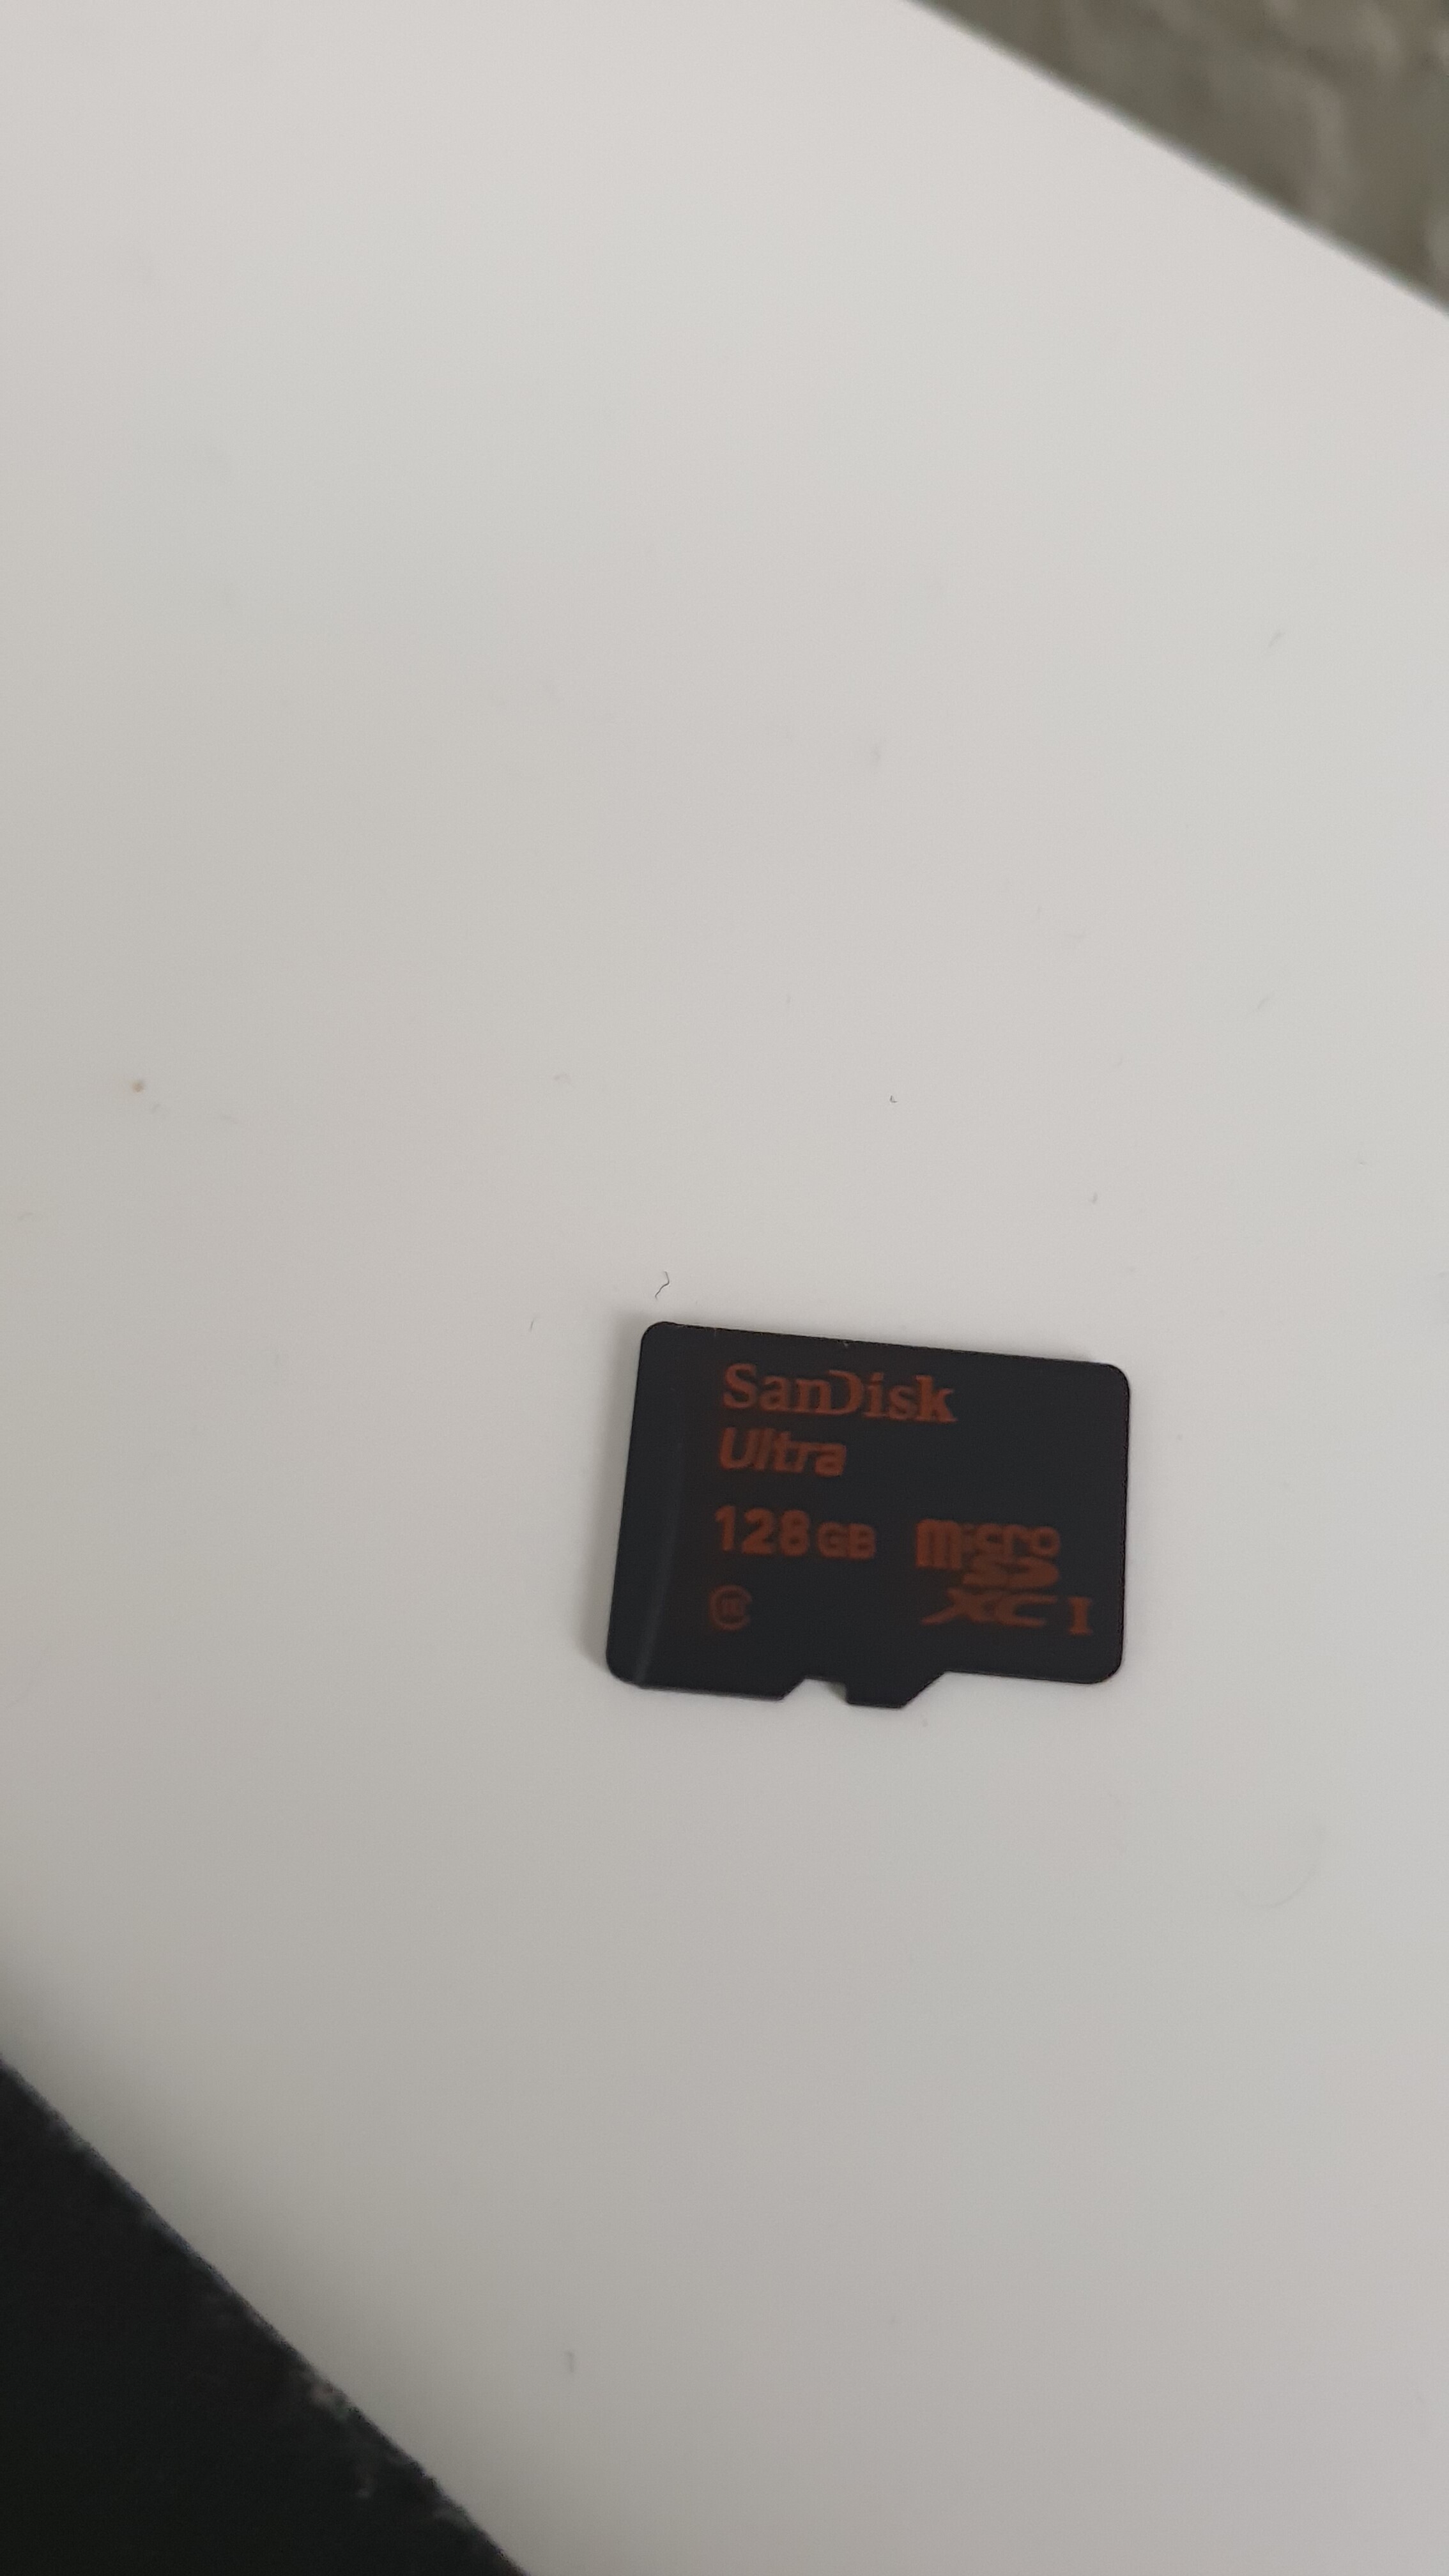 SanDisk
Ultra
128GB
micro
SD
XC I
10